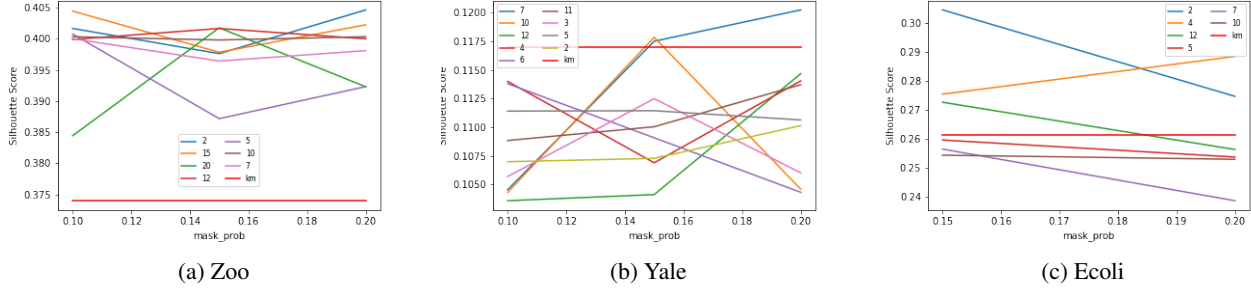 0.405
0.400
0.395
0.390
0.385
0.380
0.375
Silhouette Score
2 5
15 10
20 7
12 km
0.10 0.12 0.14 0.16 0.18 0.20
mask_prob
(a) Zoo
0.1200
0.1175
0.1150
0.1125
0.1100
0.1075
0.1050
Silhouette Score
7 11
10 3
12 5
4 2
6 km
0.10 0.12 0.14 0.16 0.18 0.20
mask_prob
(b) Yale
0.30
0.29
0.28
0.27
0.26
0.25
0.24
Silhouette Score
2 7
4 10
12 km
5
0.15 0.16 0.17 0.18 0.19 0.20
mask_prob
(c) Ecoli